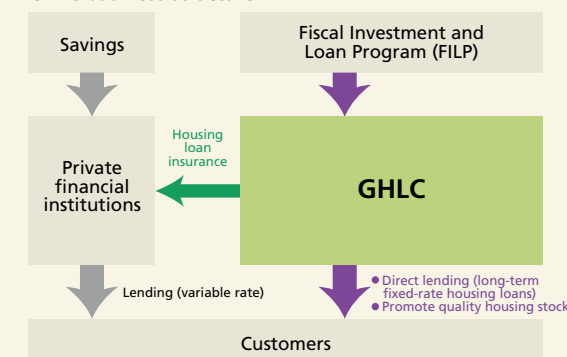 Savings
Fiscal Investment and
Loan Program (FILP)
Housing
loan
insurance
Private
financial
institutions
GHLC
Lending (variable rate)
● Direct lending (long-term
fixed-rate housing loans)
● Promote quality housing stock
Customers